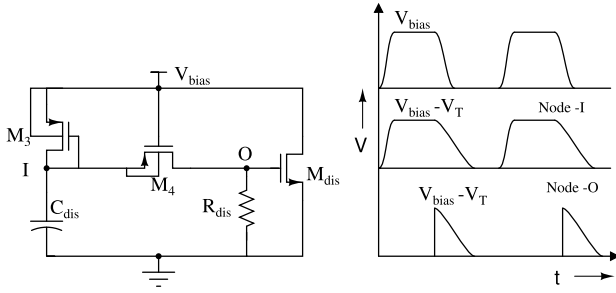 V_bias
M_3
I
C_dis
M_4
O
R_dis
M_dis
V_bias
V_bias -V_T
Node -I
V
V_bias -V_T
Node -O
t